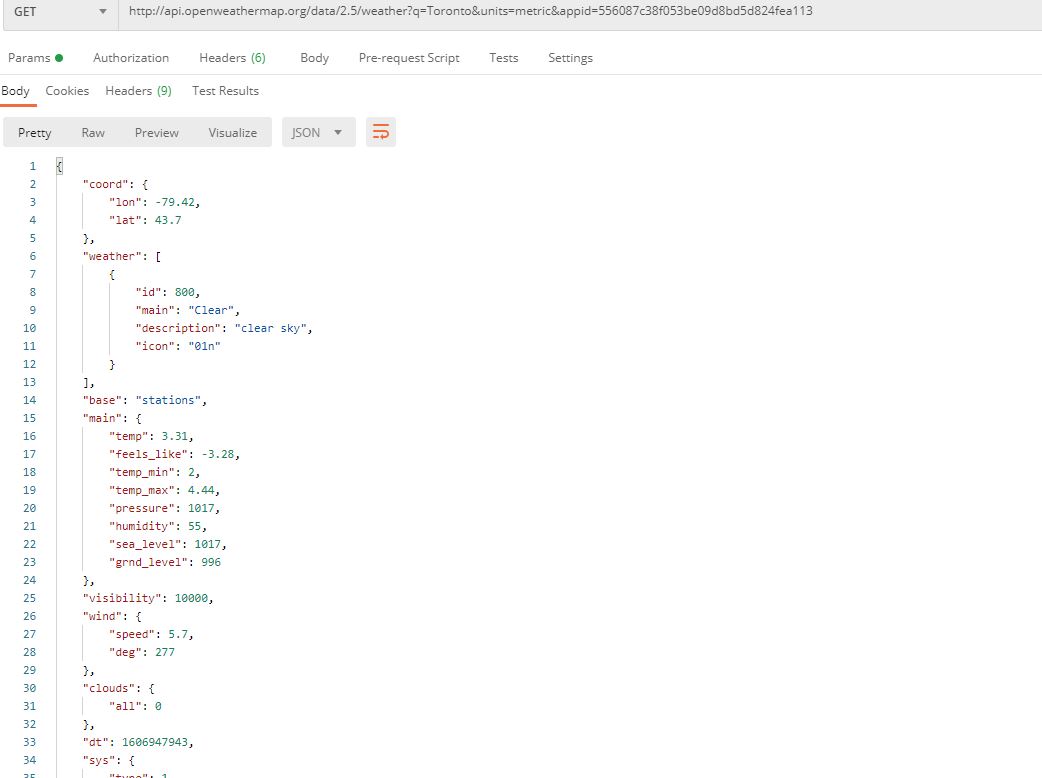 GET http://api.openweathermap.org/data/2.5/weather?q=Toronto&units=metric&appid=556087c38f053be09d8bd5d824fea113
Params Authorization Headers (6) Body Pre-request Script Tests Settings
Body Cookies Headers (9) Test Results
Pretty Raw Preview Visualize JSON
1 {
2 "coord": {
3 "lon": -79.42,
4 "lat": 43.7
5 },
6 "weather": [
7 {
8 "id": 800,
9 "main": "Clear",
10 "description": "clear sky",
11 "icon": "01n"
12 }
13 ],
14 "base": "stations",
15 "main": {
16 "temp": 3.31,
17 "feels_like": -3.28,
18 "temp_min": 2,
19 "temp_max": 4.44,
20 "pressure": 1017,
21 "humidity": 55,
22 "sea_level": 1017,
23 "grnd_level": 996
24 },
25 "visibility": 10000,
26 "wind": {
27 "speed": 5.7,
28 "deg": 277
29 },
30 "clouds": {
31 "all": 0
32 },
33 "dt": 1606947943,
34 "sys": {
35 "type": 1